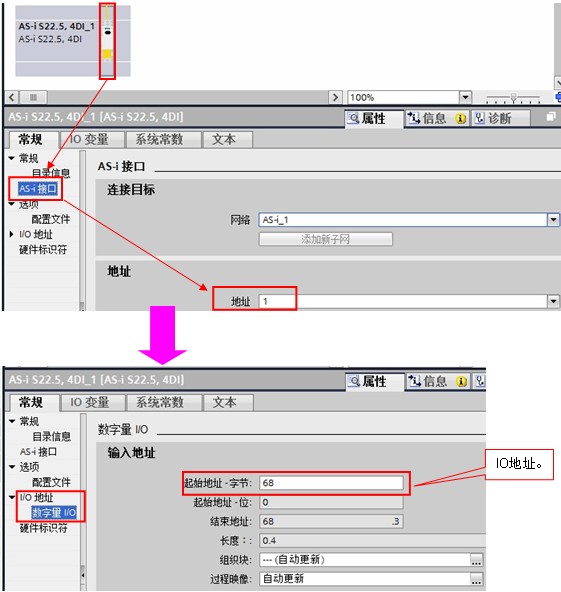 AS-i S22.5, 4DI_1
AS-i S22.5, 4DI
100%
AS-i S22.5, 4DI_1 [AS-i S22.5, 4DI]
属性
信息
诊断
常规
IO 变量
系统常数
文本
常规
目录信息
AS-i 接口
选项
配置文件
I/O 地址
硬件标识符
AS-i 接口
连接目标
网络
AS-i_1
添加新子网
地址
地址
1
AS-i S22.5, 4DI_1 [AS-i S22.5, 4DI]
属性
信息
常规
IO 变量
系统常数
文本
常规
目录信息
AS-i 接口
选项
配置文件
I/O 地址
数字量 I/O
硬件标识符
数字量 I/O
输入地址
起始地址-字节: 68
起始地址-位: 0
结束地址: 68 .3
长度:: 0.4
组织块: --- (自动更新) ...
过程映像: 自动更新 ...
IO地址。